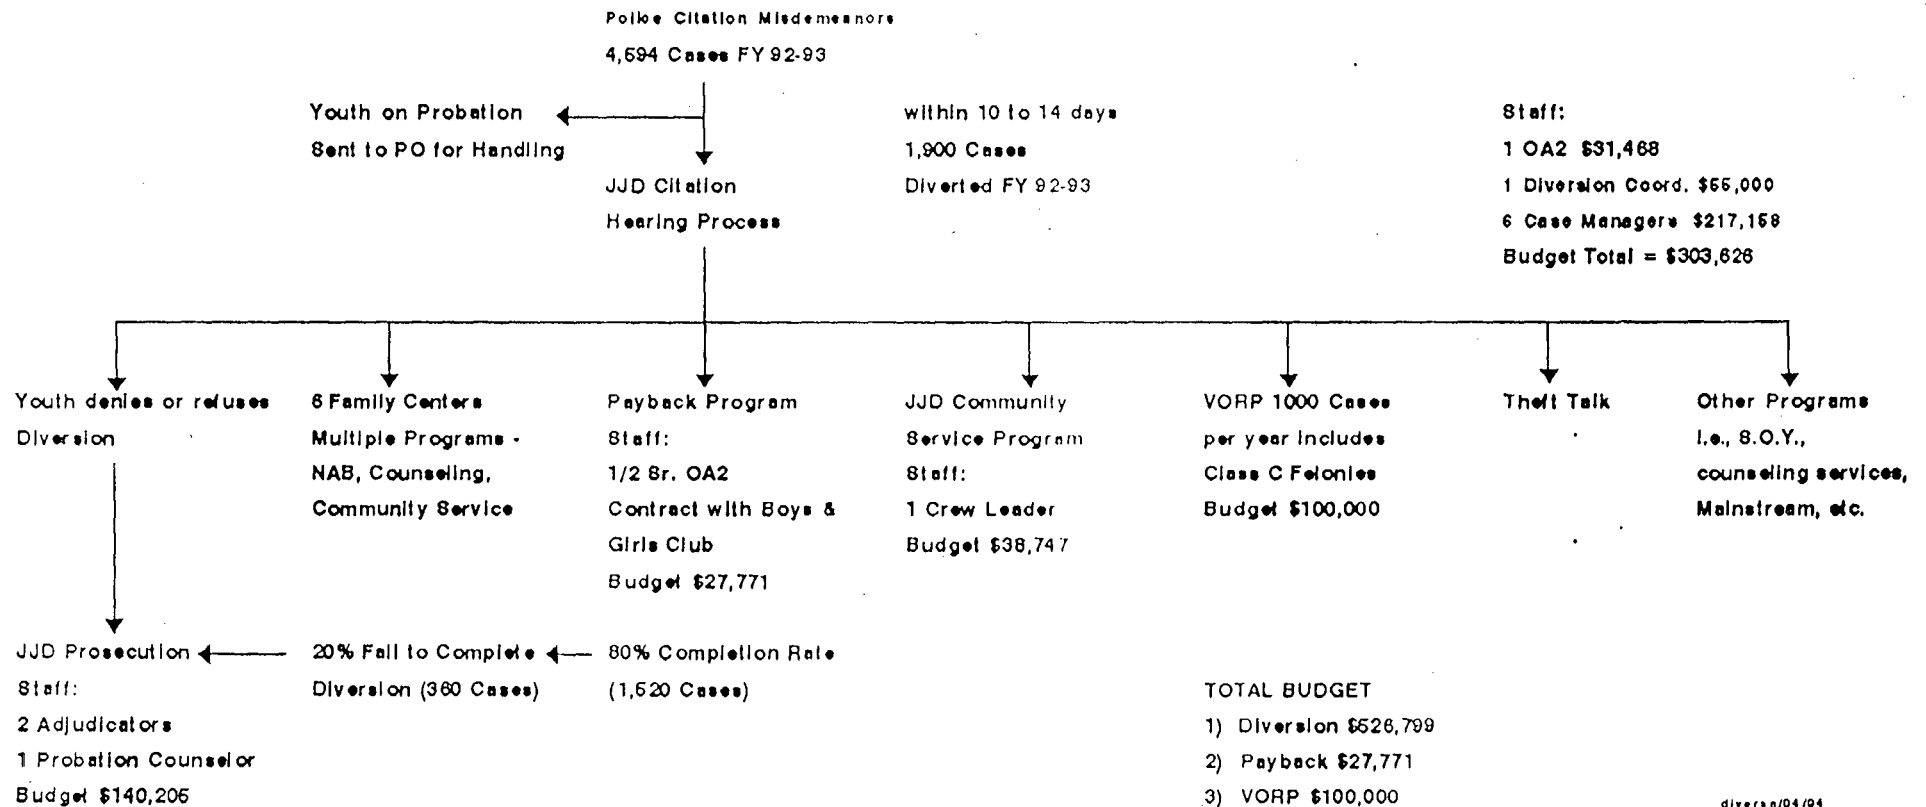 Police Citation Misdemeanors
4,594 Cases FY 92-93
Youth on Probation
Sent to PO for Handling
within 10 to 14 days
1,900 Cases
Diverted FY 92-93
Staff:
1 OA2 $31,468
1 Diversion Coord. $55,000
6 Case Managers $217,158
Budget Total = $303,626
JJD Citation
Hearing Process
Youth denies or refuses
Diversion
6 Family Centers
Multiple Programs -
NAB, Counseling,
Community Service
Payback Program
Staff:
1/2 Sr. OA2
Contract with Boys &
Girls Club
Budget $27,771
JJD Community
Service Program
Staff:
1 Crew Leader
Budget $38,747
VORP 1000 Cases
per year Includes
Class C Felonies
Budget $100,000
Theft Talk
Other Programs
I.e., S.O.Y.,
counseling services,
Mainstream, etc.
JJD Prosecution
Staff:
2 Adjudicators
1 Probation Counselor
Budget $140,205
20% Fail to Complete
Diversion (380 Cases)
80% Completion Rate
(1,520 Cases)
TOTAL BUDGET
1) Diversion $526,799
2) Payback $27,771
3) VORP $100,000
diversn/94/94